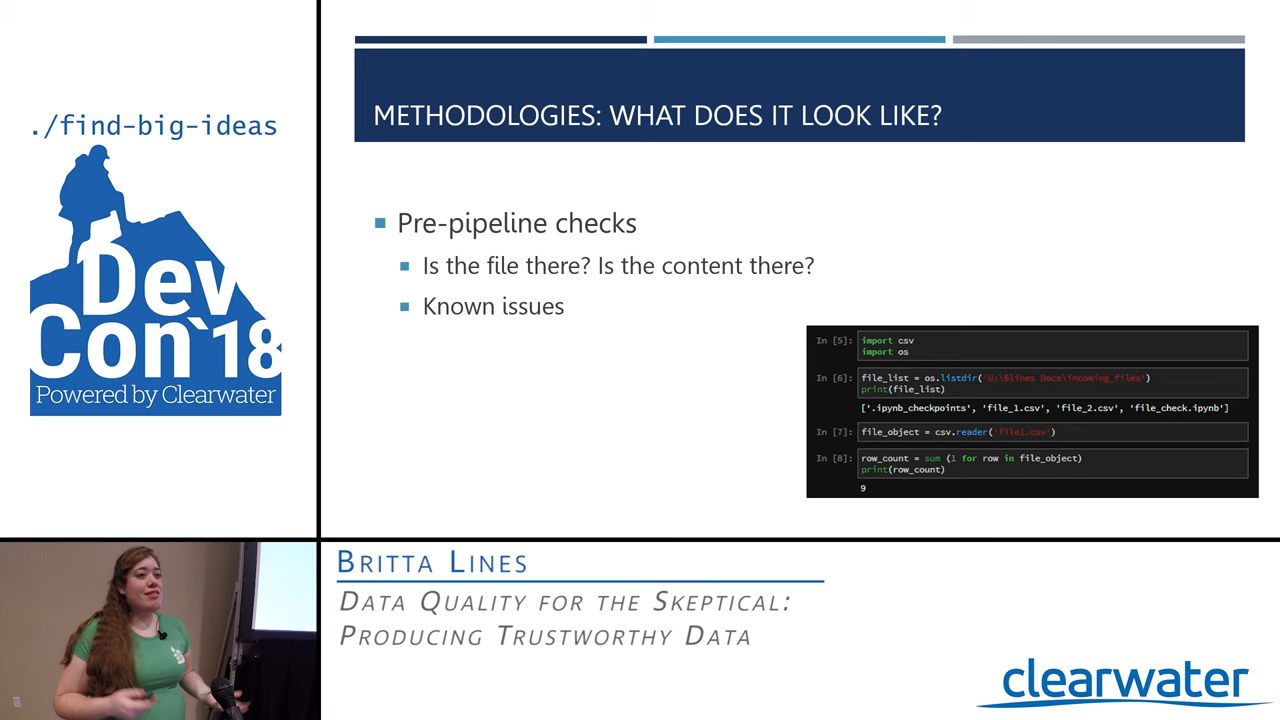 ./find-big-ideas
Dev
Con`18
Powered by Clearwater
METHODOLOGIES: WHAT DOES IT LOOK LIKE?
Pre-pipeline checks
Is the file there? Is the content there?
Known issues
In [5]: import csv
import os
In [6]: file_list = os.listdir('U:\Blines Docs\incoming_files')
print(file_list)
['.ipynb_checkpoints', 'file_1.csv', 'file_2.csv', 'file_check.ipynb']
In [7]: file_object = csv.reader('file1.csv')
In [8]: row_count = sum (1 for row in file_object)
print(row_count)
9
BRITTA LINES
DATA QUALITY FOR THE SKEPTICAL:
PRODUCING TRUSTWORTHY DATA
clearwater